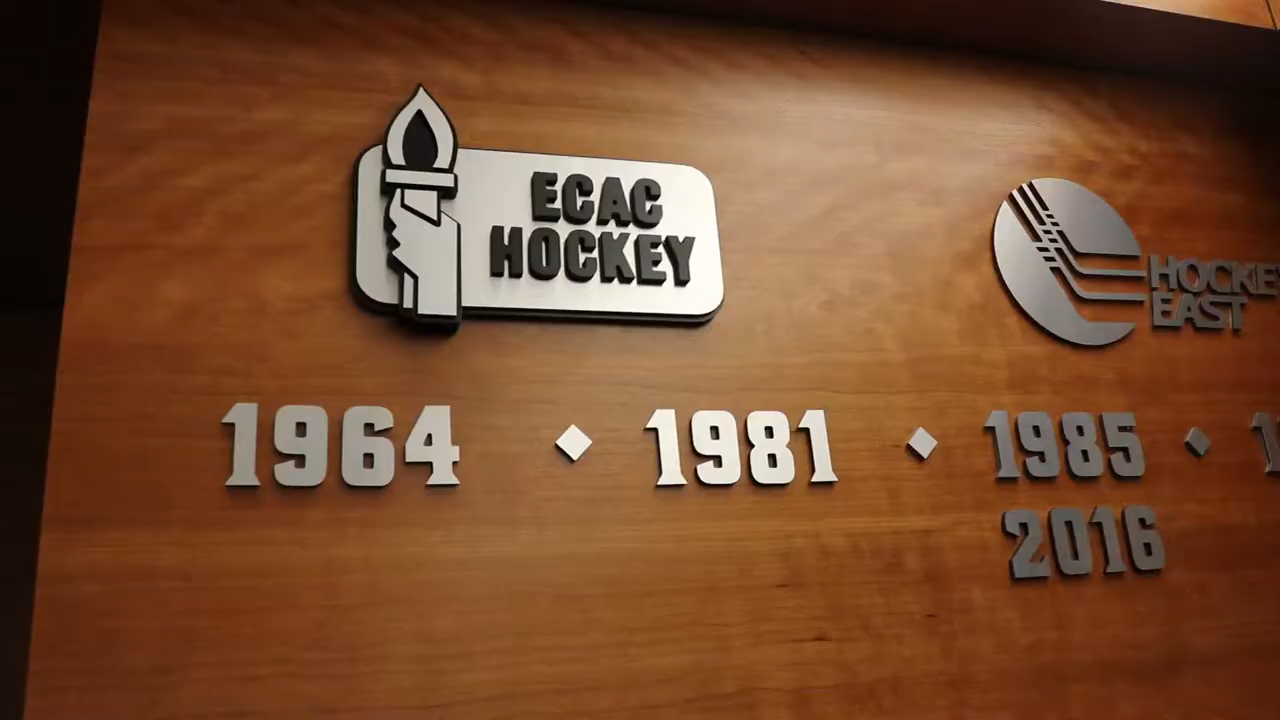 ECAC
HOCKEY
HOCKEY
EAST
1964 ◆ 1981 ◆ 1985 ◆
2016